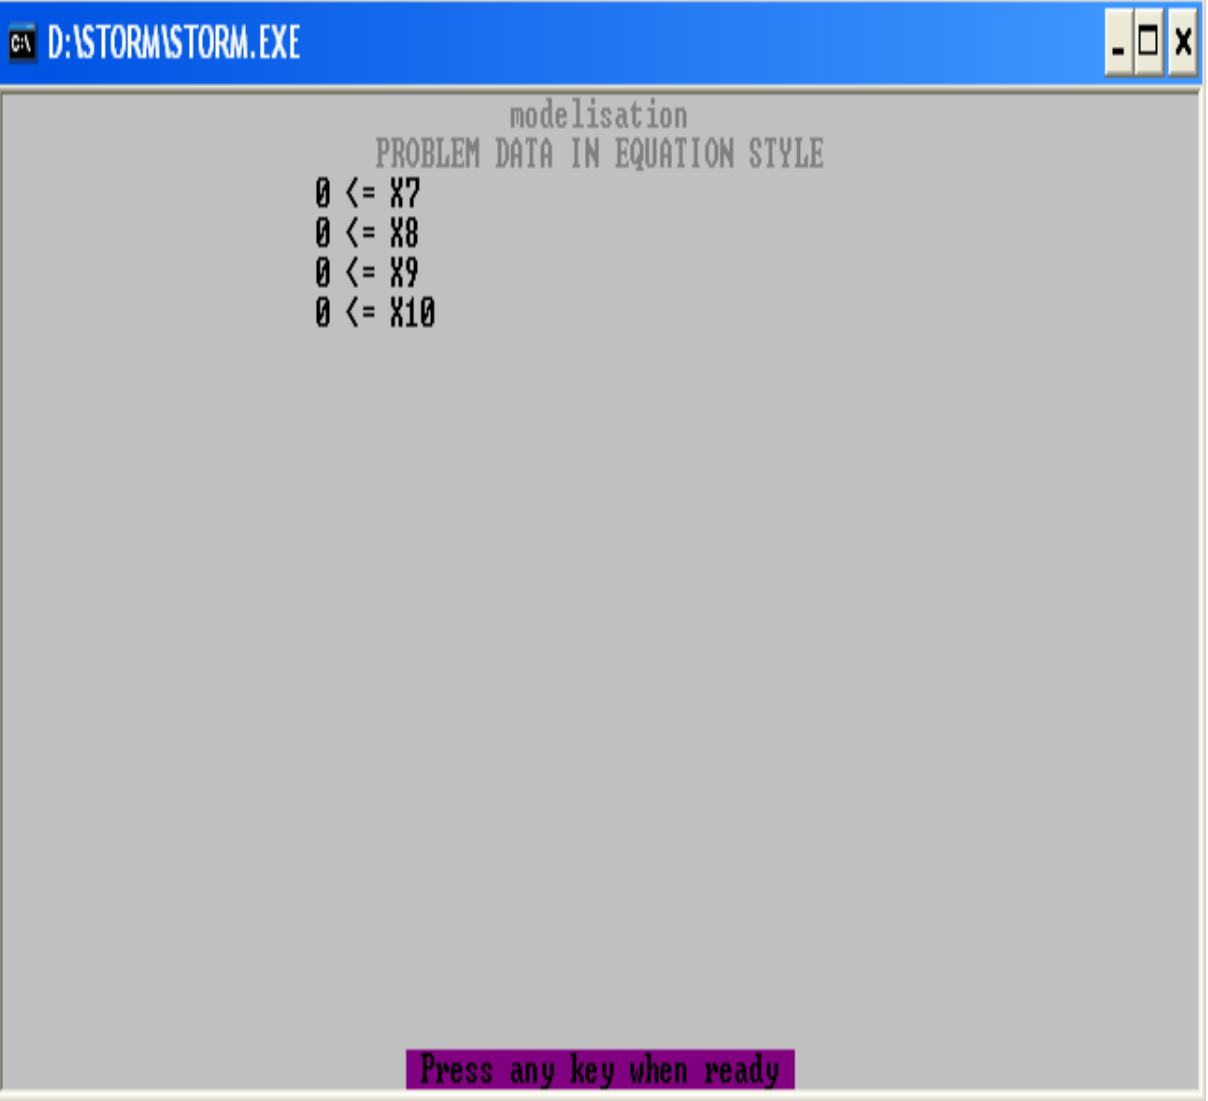 D:\STORM\STORM.EXE
modelisation
PROBLEM DATA IN EQUATION STYLE
0 <= X7
0 <= X8
0 <= X9
0 <= X10
Press any key when ready